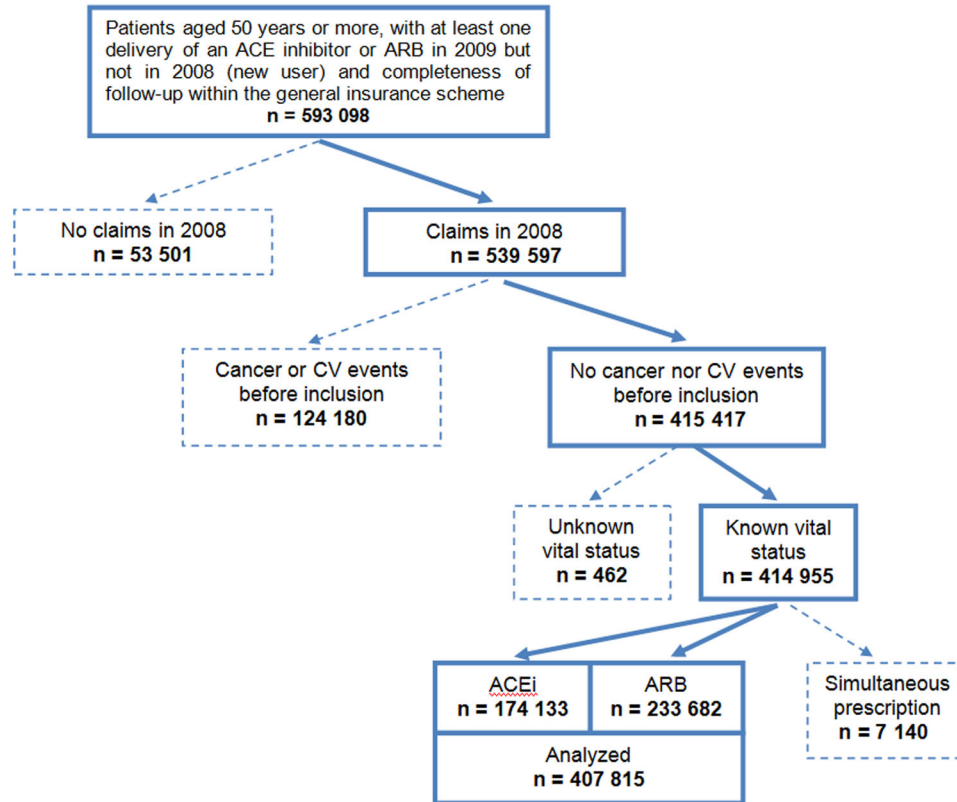 Patients aged 50 years or more, with at least one
delivery of an ACE inhibitor or ARB in 2009 but
not in 2008 (new user) and completeness of
follow-up within the general insurance scheme
n = 593 098
No claims in 2008
n = 53 501
Claims in 2008
n = 539 597
Cancer or CV events
before inclusion
n = 124 180
No cancer nor CV events
before inclusion
n = 415 417
Unknown
vital status
n = 462
Known vital
status
n = 414 955
ACEi
n = 174 133
ARB
n = 233 682
Simultaneous
prescription
n = 7 140
Analyzed
n = 407 815